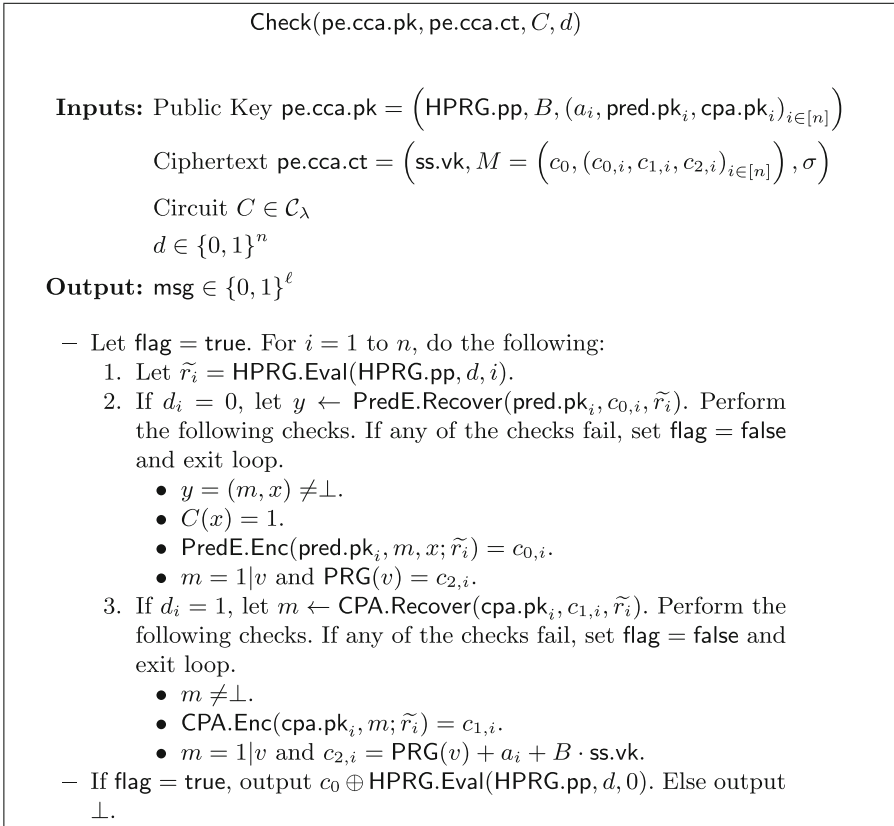 Check(pe.cca.pk, pe.cca.ct, C, d)
Inputs: Public Key pe.cca.pk = (HPRG.pp, B, (a_i, pred.pk_i, cpa.pk_i)_{i∈[n]})
Ciphertext pe.cca.ct = (ss.vk, M = (c_0, (c_{0,i}, c_{1,i}, c_{2,i})_{i∈[n]}), σ)
Circuit C ∈ 𝒞_λ
d ∈ {0, 1}^n
Output: msg ∈ {0, 1}^ℓ
– Let flag = true. For i = 1 to n, do the following:
1. Let r̃_i = HPRG.Eval(HPRG.pp, d, i).
2. If d_i = 0, let y ← PredE.Recover(pred.pk_i, c_{0,i}, r̃_i). Perform
the following checks. If any of the checks fail, set flag = false
and exit loop.
• y = (m, x) ≠⊥.
• C(x) = 1.
• PredE.Enc(pred.pk_i, m, x; r̃_i) = c_{0,i}.
• m = 1|v and PRG(v) = c_{2,i}.
3. If d_i = 1, let m ← CPA.Recover(cpa.pk_i, c_{1,i}, r̃_i). Perform the
following checks. If any of the checks fail, set flag = false and
exit loop.
• m ≠⊥.
• CPA.Enc(cpa.pk_i, m; r̃_i) = c_{1,i}.
• m = 1|v and c_{2,i} = PRG(v) + a_i + B · ss.vk.
– If flag = true, output c_0 ⊕ HPRG.Eval(HPRG.pp, d, 0). Else output
⊥.